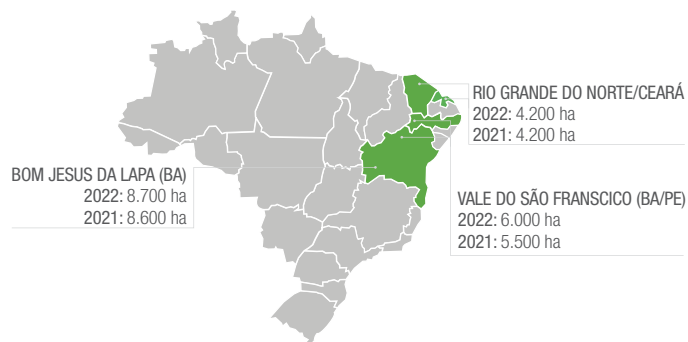 RIO GRANDE DO NORTE/CEARÁ
2022: 4.200 ha
2021: 4.200 ha
BOM JESUS DA LAPA (BA)
2022: 8.700 ha
2021: 8.600 ha
VALE DO SÃO FRANSCICO (BA/PE)
2022: 6.000 ha
2021: 5.500 ha